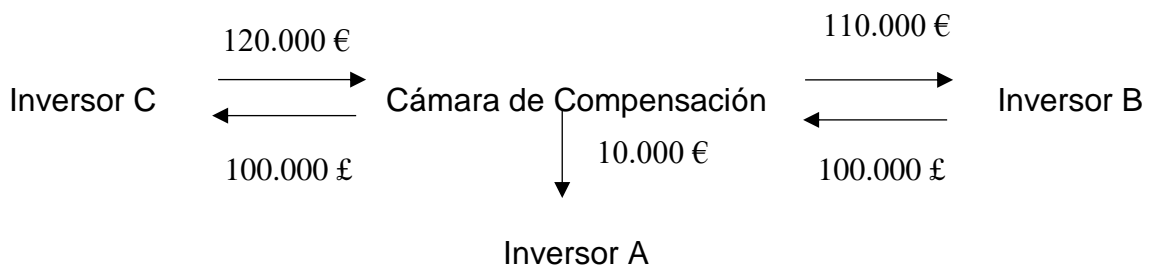 120.000 €
110.000 €
Inversor C
Cámara de Compensación
Inversor B
100.000 £
10.000 €
100.000 £
Inversor A